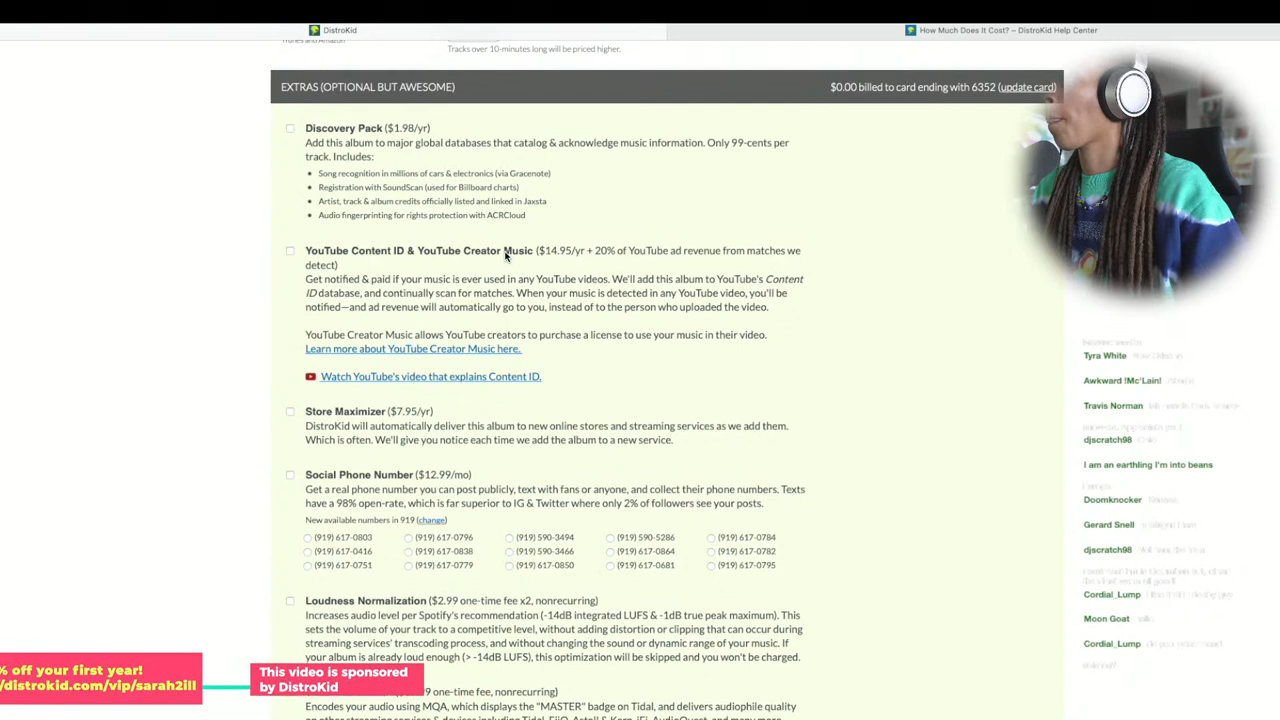 DistroKid
How Much Does It Cost? – DistroKid Help Center
iTunes and Amazon
Tracks over 10-minutes long will be priced higher.
EXTRAS (OPTIONAL BUT AWESOME)
$0.00 billed to card ending with 6352 (update card)
Discovery Pack ($1.98/yr)
Add this album to major global databases that catalog & acknowledge music information. Only 99-cents per
track. Includes:
• Song recognition in millions of cars & electronics (via Gracenote)
• Registration with SoundScan (used for Billboard charts)
• Artist, track & album credits officially listed and linked in Jaxsta
• Audio fingerprinting for rights protection with ACRCloud
YouTube Content ID & YouTube Creator Music ($14.95/yr + 20% of YouTube ad revenue from matches we
detect)
Get notified & paid if your music is ever used in any YouTube videos. We'll add this album to YouTube's Content
ID database, and continually scan for matches. When your music is detected in any YouTube video, you'll be
notified—and ad revenue will automatically go to you, instead of to the person who uploaded the video.
YouTube Creator Music allows YouTube creators to purchase a license to use your music in their video.
Learn more about YouTube Creator Music here.
Watch YouTube's video that explains Content ID.
Store Maximizer ($7.95/yr)
DistroKid will automatically deliver this album to new online stores and streaming services as we add them.
Which is often. We'll give you notice each time we add the album to a new service.
Social Phone Number ($12.99/mo)
Get a real phone number you can post publicly, text with fans or anyone, and collect their phone numbers. Texts
have a 98% open-rate, which is far superior to IG & Twitter where only 2% of followers see your posts.
New available numbers in 919 (change)
(919) 617-0803 (919) 617-0796 (919) 590-3494 (919) 590-5286 (919) 617-0784
(919) 617-0416 (919) 617-0838 (919) 590-3466 (919) 617-0864 (919) 617-0782
(919) 617-0751 (919) 617-0779 (919) 617-0850 (919) 617-0681 (919) 617-0795
Loudness Normalization ($2.99 one-time fee x2, nonrecurring)
Increases audio level per Spotify's recommendation (-14dB integrated LUFS & -1dB true peak maximum). This
sets the volume of your track to a competitive level, without adding distortion or clipping that can occur during
streaming services' transcoding process, and without changing the sound or dynamic range of your music. If
your album is already loud enough (> -14dB LUFS), this optimization will be skipped and you won't be charged.
99 one-time fee, nonrecurring)
Encodes your audio using MQA, which displays the "MASTER" badge on Tidal, and delivers audiophile quality
% off your first year!
/distrokid.com/vip/sarah2ill
This video is sponsored
by DistroKid
Tyra White
Awkward !Mc'Lain!
Travis Norman
djscratch98
I am an earthling I'm into beans
Doomknocker
Gerard Snell
djscratch98
Cordial_Lump
Moon Goat
Cordial_Lump